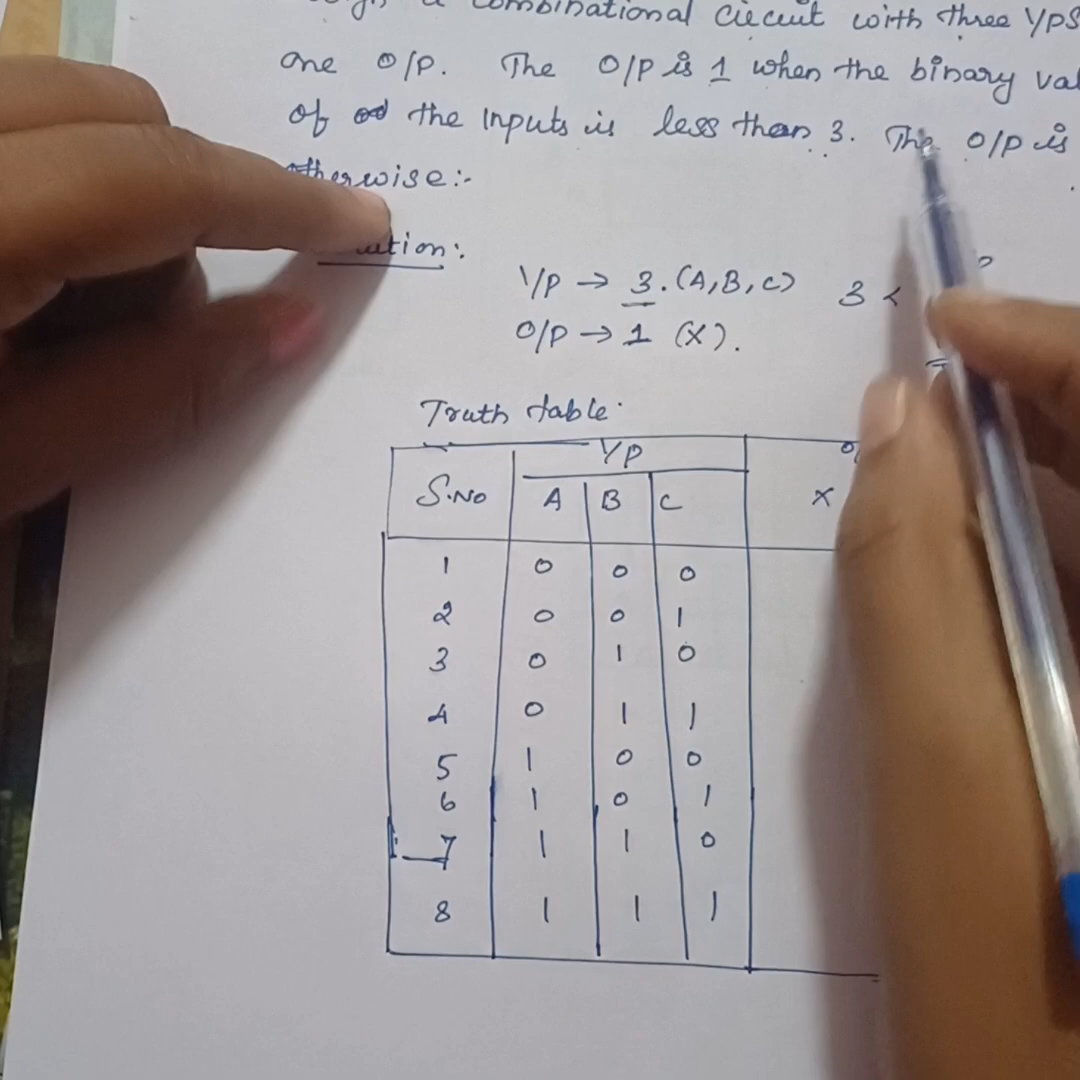 a combinational circuit with three I/PS
one O/P. The O/P is 1 when the binary
of the inputs is less than 3. The O/P is
otherwise:-
I/P → 3. (A, B, C) 3 <
O/P → 1 (X).
Truth table
I/P
S.No A B C X
1 0 0 0
2 0 0 1
3 0 1 0
4 0 1 1
5 1 0 0
6 1 0 1
7 1 1 0
8 1 1 1